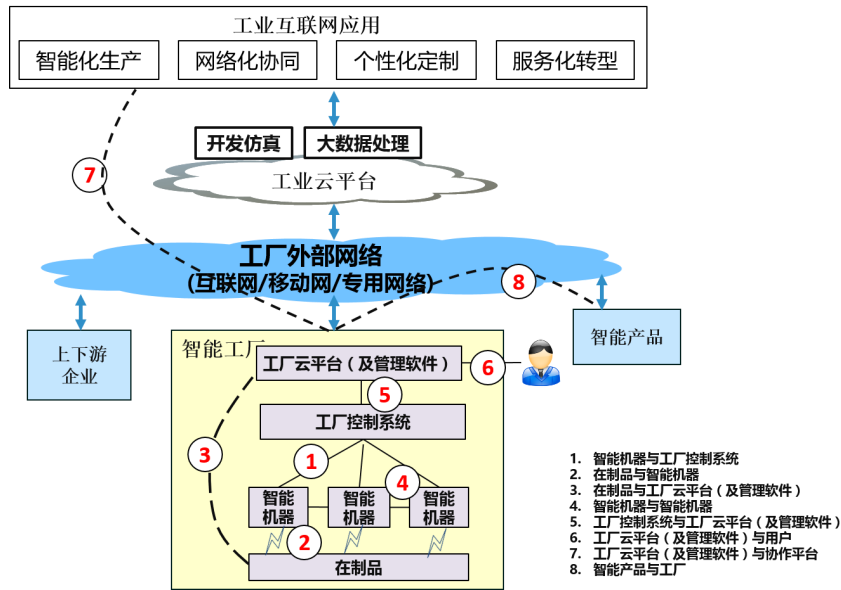 工业互联网应用
智能化生产
网络化协同
个性化定制
服务化转型
开发仿真
大数据处理
7
工业云平台
工厂外部网络
(互联网/移动网/专用网络)
8
上下游
企业
智能产品
智能工厂
工厂云平台（及管理软件）
6
5
工厂控制系统
3
1
4
智能
机器
智能
机器
智能
机器
2
在制品
1. 智能机器与工厂控制系统
2. 在制品与智能机器
3. 在制品与工厂云平台（及管理软件）
4. 智能机器与智能机器
5. 工厂控制系统与工厂云平台（及管理软件）
6. 工厂云平台（及管理软件）与用户
7. 工厂云平台（及管理软件）与协作平台
8. 智能产品与工厂